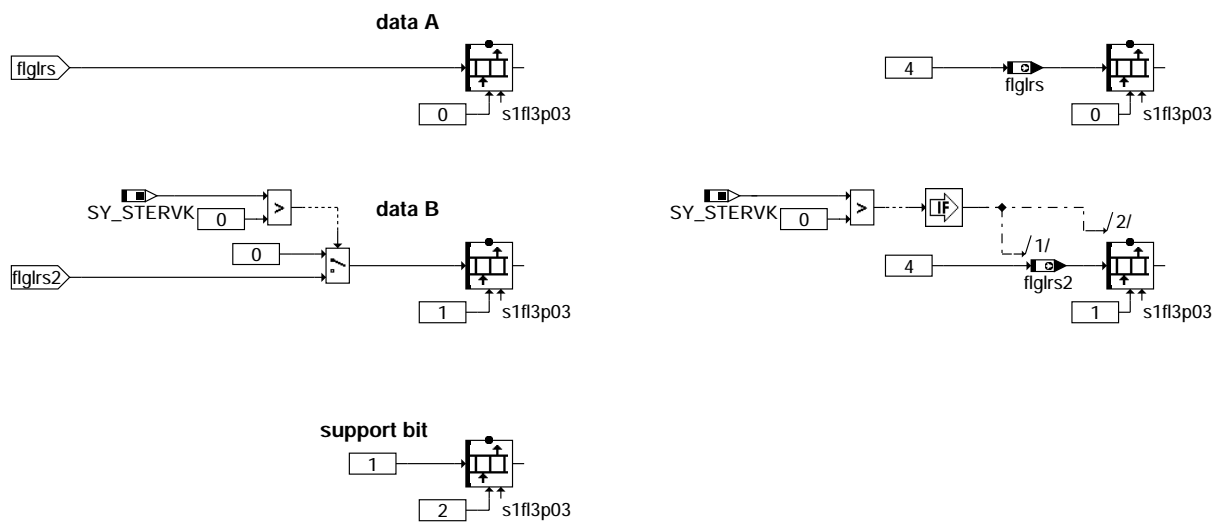 data A
flglrs
0
s1fl3p03
4
flglrs
0
s1fl3p03
SY_STERVK
0
>
data B
0
flglrs2
1
s1fl3p03
SY_STERVK
0
>
IF
/2/
/1/
4
flglrs2
1
s1fl3p03
support bit
1
2
s1fl3p03